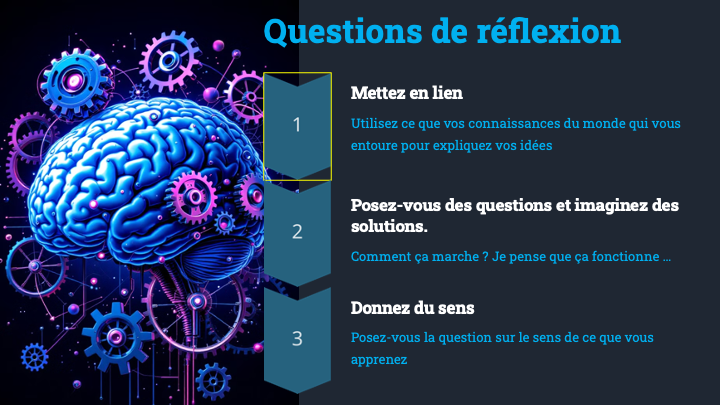 Questions de réflexion
1
Mettez en lien
Utilisez ce que vos connaissances du monde qui vous
entoure pour expliquez vos idées
2
Posez-vous des questions et imaginez des
solutions.
Comment ça marche ? Je pense que ça fonctionne ...
3
Donnez du sens
Posez-vous la question sur le sens de ce que vous
apprenez